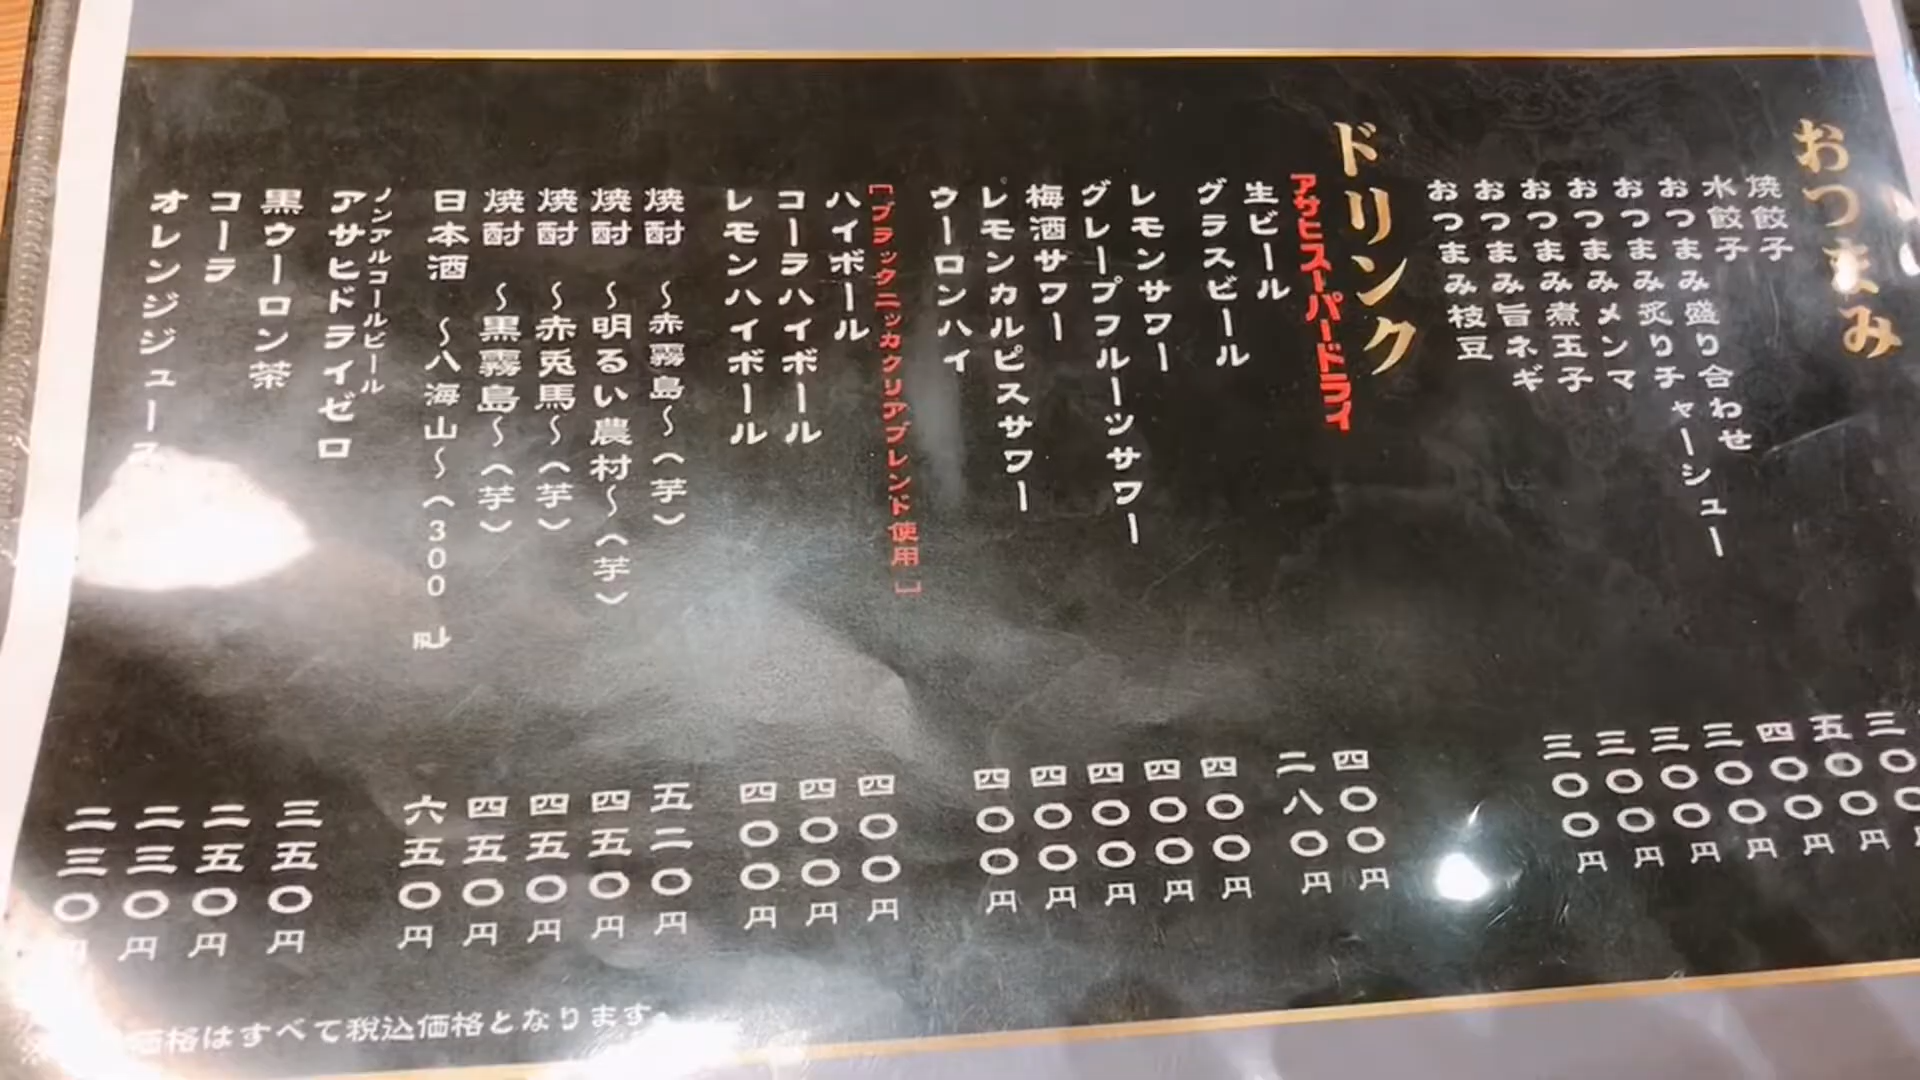 おつまみ
焼餃子
水餃子 三〇〇円
おつまみ盛り合わせ 五〇〇円
おつまみ炙りチャーシュー 四〇〇円
おつまみメンマ 三〇〇円
おつまみ煮玉子 三〇〇円
おつまみ旨ネギ 三〇〇円
おつまみ枝豆 三〇〇円
ドリンク
アサヒスーパードライ
生ビール 四〇〇円
グラスビール 二八〇円
レモンサワー 四〇〇円
グレープフルーツサワー 四〇〇円
梅酒サワー 四〇〇円
レモンカルピスサワー 四〇〇円
ウーロンハイ 四〇〇円
[ブラックニッカクリアブレンド使用]
ハイボール 四〇〇円
コーラハイボール 四〇〇円
レモンハイボール 四〇〇円
焼酎 〜赤霧島〜（芋） 五二〇円
焼酎 〜明るい農村〜（芋） 四五〇円
焼酎 〜赤兎馬〜（芋） 四五〇円
焼酎 〜黒霧島〜（芋） 四五〇円
日本酒 〜八海山〜（300 ml 六五〇円
ノンアルコールビール
アサヒドライゼロ 三五〇円
黒ウーロン茶 二五〇円
コーラ 二三〇円
オレンジジュース 二三〇円
価格はすべて税込価格となります。